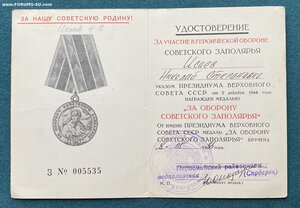 www.FORUMS-SU.com
ЗА НАШУ СОВЕТСКУЮ РОДИНУ!
З № 005535
УДОСТОВЕРЕНИЕ
ЗА УЧАСТИЕ В ГЕРОИЧЕСКОЙ ОБОРОНЕ
СОВЕТСКОГО ЗАПОЛЯРЬЯ
Исаев
Николай Степанович
УКАЗОМ ПРЕЗИДИУМА ВЕРХОВНОГО
СОВЕТА СССР от 5 декабря 1944 года
НАГРАЖДЕН МЕДАЛЬЮ
"ЗА ОБОРОНУ
СОВЕТСКОГО ЗАПОЛЯРЬЯ"
ОТ ИМЕНИ ПРЕЗИДИУМА ВЕРХОВНОГО
СОВЕТА СССР МЕДАЛЬ "ЗА ОБОРОНУ
СОВЕТСКОГО ЗАПОЛЯРЬЯ" ВРУЧЕНА
М. П.